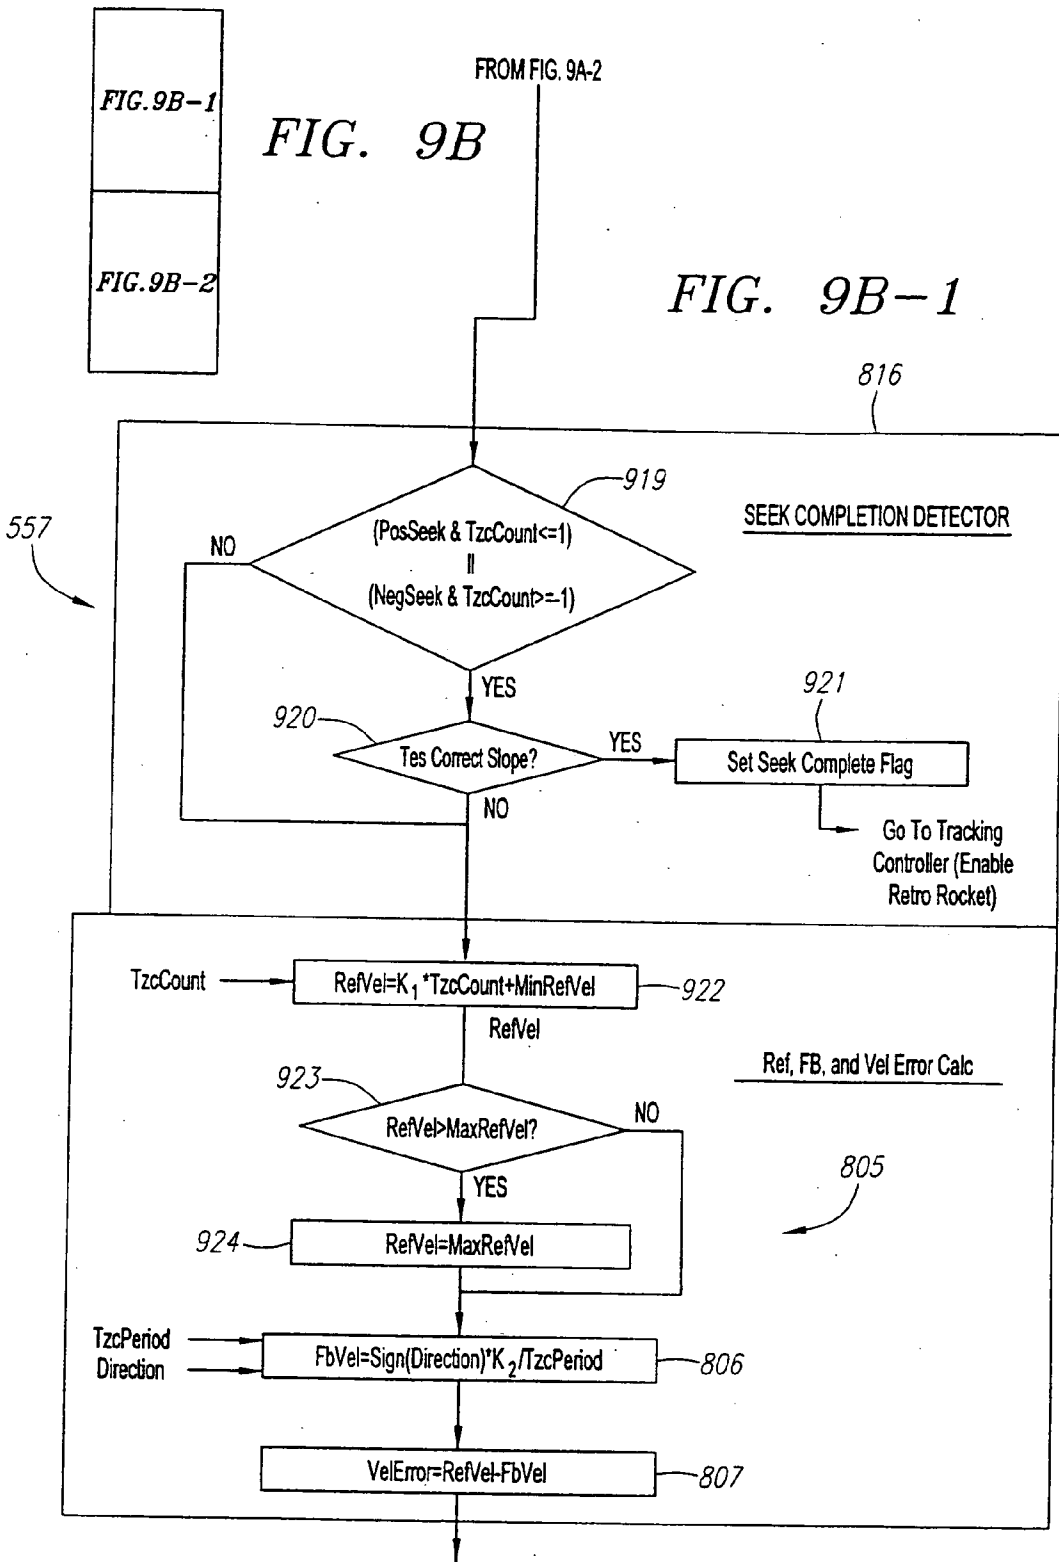 FROM FIG. 9A-2
FIG.9B-1
FIG. 9B
FIG.9B-2
FIG. 9B-1
816
919
SEEK COMPLETION DETECTOR
557
NO
(PosSeek & TzcCount<=1)
||
(NegSeek & TzcCount>=-1)
YES
921
920
Tes Correct Slope?
YES
Set Seek Complete Flag
NO
Go To Tracking
Controller (Enable
Retro Rocket)
TzcCount
RefVel=K1*TzcCount+MinRefVel
922
RefVel
Ref, FB, and Vel Error Calc
923
RefVel>MaxRefVel?
NO
YES
805
924
RefVel=MaxRefVel
TzcPeriod
Direction
FbVel=Sign(Direction)*K2/TzcPeriod
806
VelError=RefVel-FbVel
807